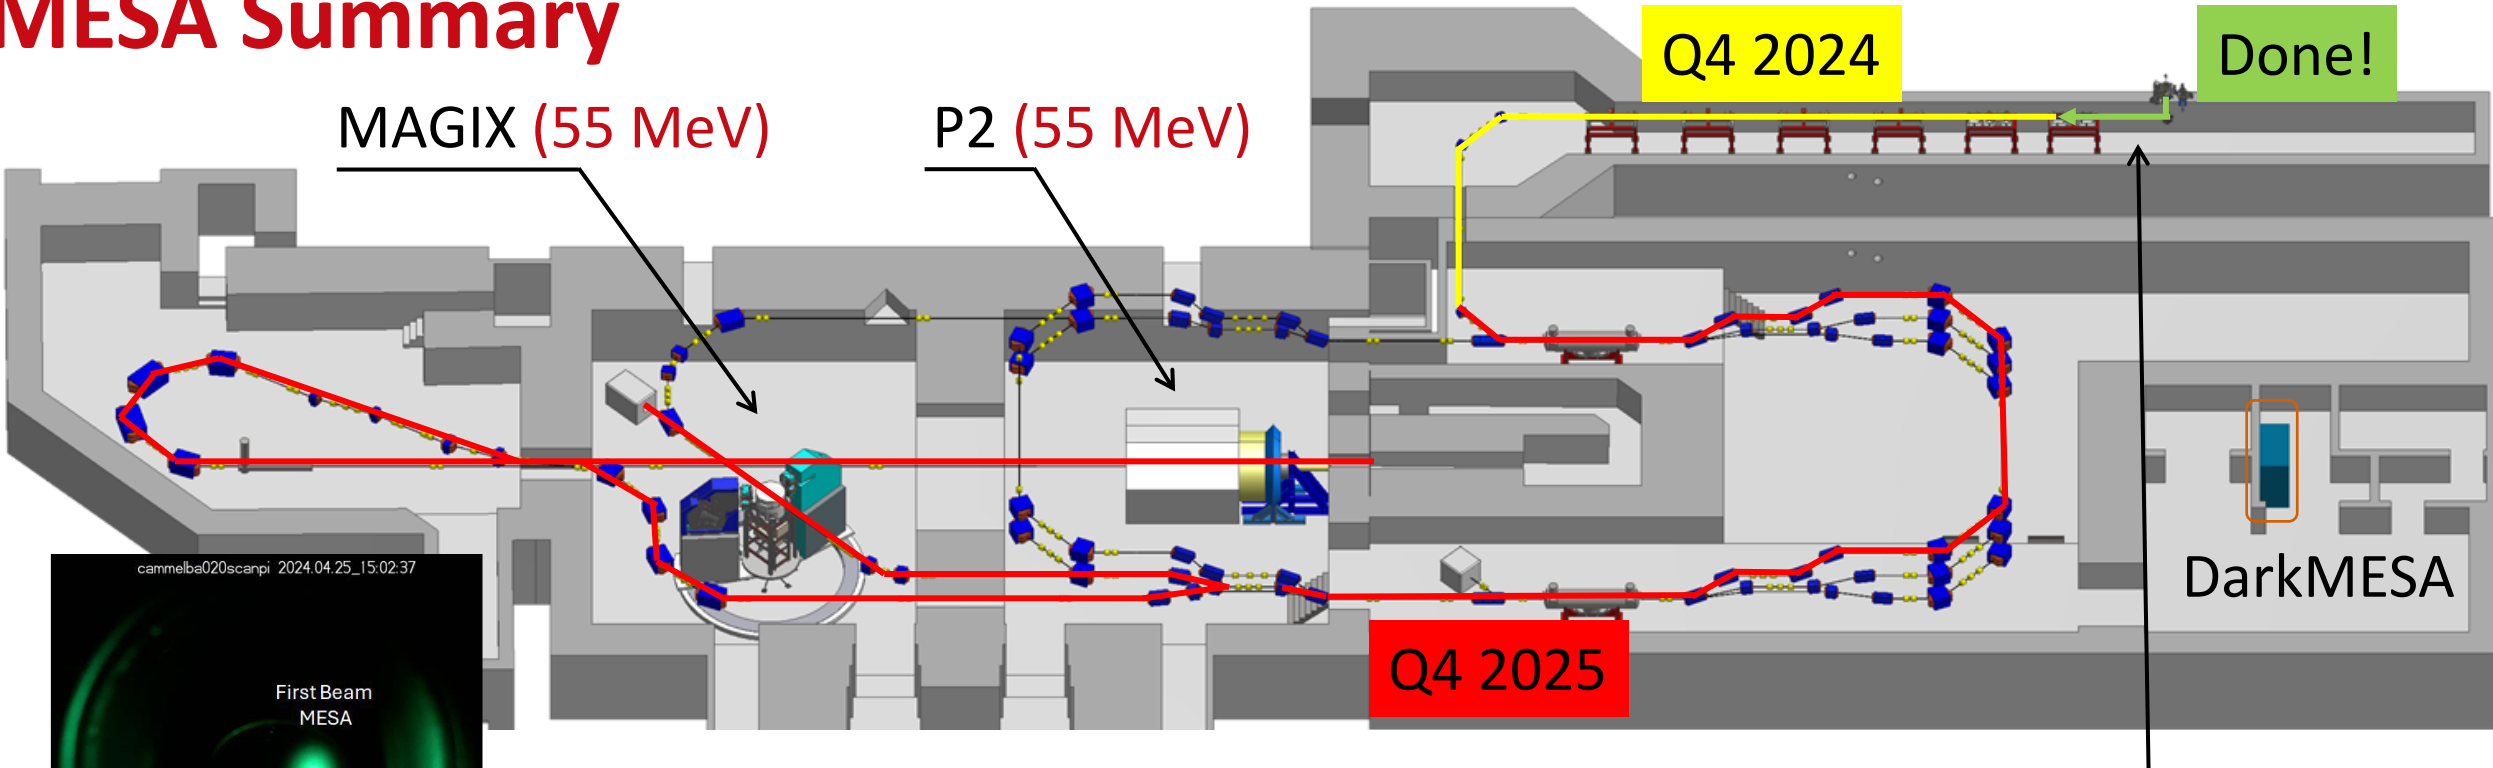 MESA Summary
Q4 2024
Done!
MAGIX (55 MeV)
P2 (55 MeV)
DarkMESA
cammelba020scanpi 2024.04.25_15:02:37
First Beam
MESA
Q4 2025